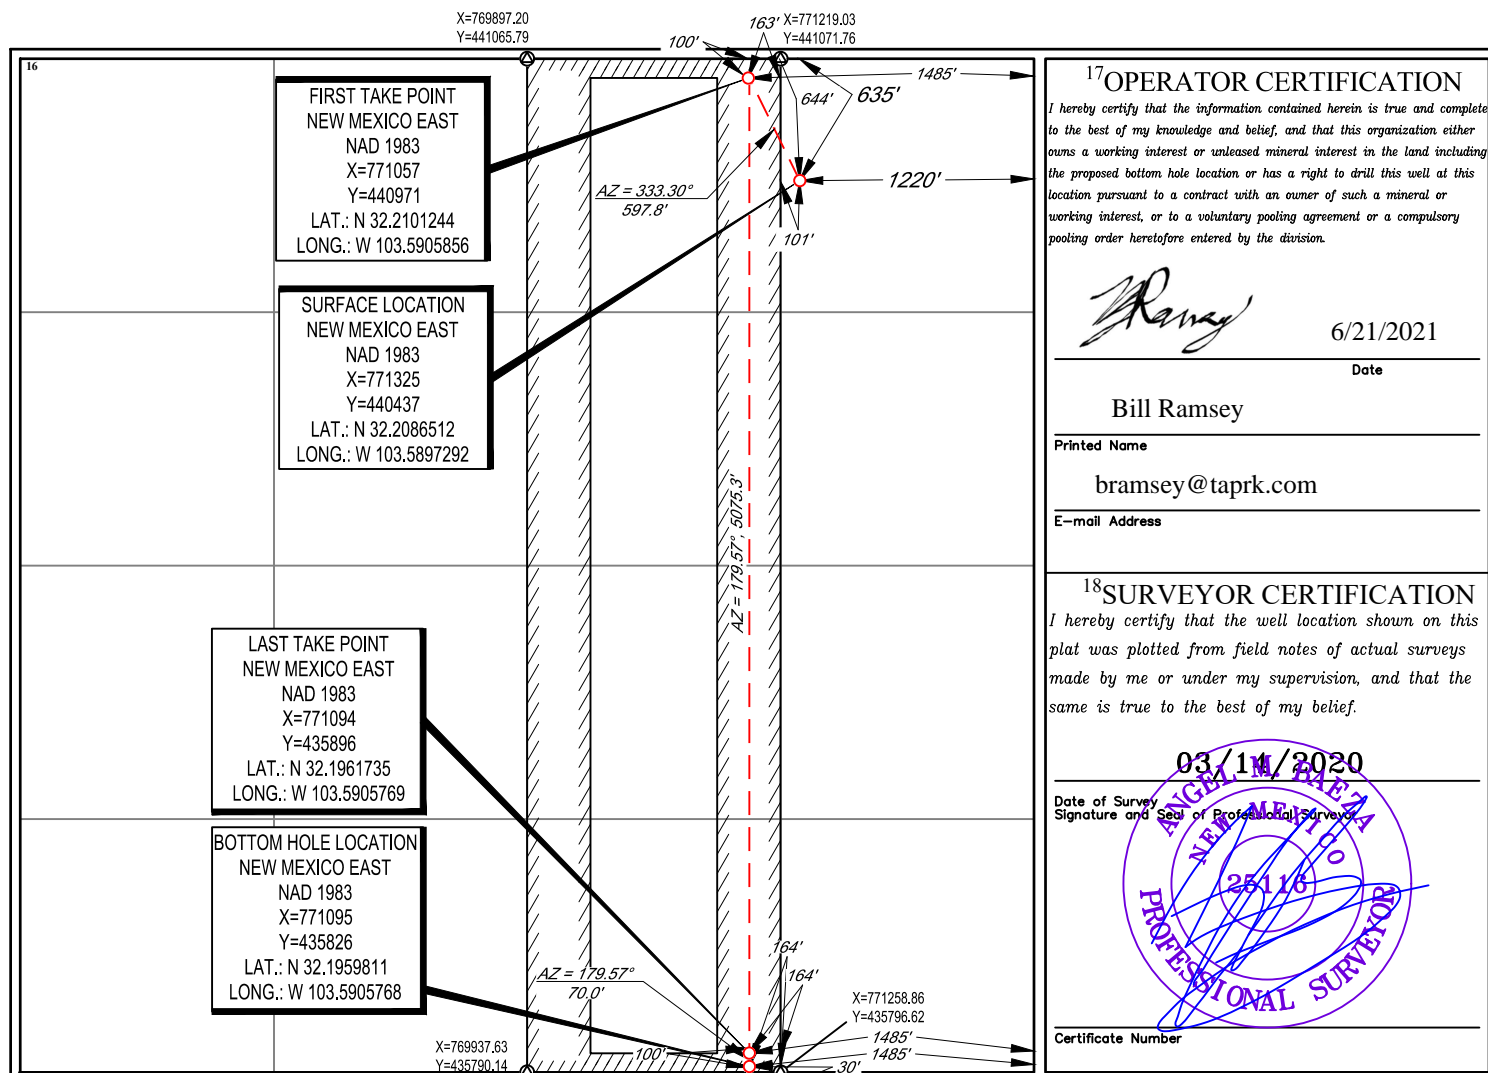 X=769897.20
Y=441065.79
163'
X=771219.03
Y=441071.76
100'
16
1485'
644'
635'
FIRST TAKE POINT
NEW MEXICO EAST
NAD 1983
X=771057
Y=440971
LAT.: N 32.2101244
LONG.: W 103.5905856
AZ = 333.30°
597.8'
1220'
101'
SURFACE LOCATION
NEW MEXICO EAST
NAD 1983
X=771325
Y=440437
LAT.: N 32.2086512
LONG.: W 103.5897292
AZ = 179.57°, 5075.3'
LAST TAKE POINT
NEW MEXICO EAST
NAD 1983
X=771094
Y=435896
LAT.: N 32.1961735
LONG.: W 103.5905769
BOTTOM HOLE LOCATION
NEW MEXICO EAST
NAD 1983
X=771095
Y=435826
LAT.: N 32.1959811
LONG.: W 103.5905768
AZ = 179.57°
70.0'
164'
164'
X=771258.86
Y=435796.62
1485'
1485'
30'
100'
X=769937.63
Y=435790.14
17 OPERATOR CERTIFICATION
I hereby certify that the information contained herein is true and complete
to the best of my knowledge and belief, and that this organization either
owns a working interest or unleased mineral interest in the land including
the proposed bottom hole location or has a right to drill this well at this
location pursuant to a contract with an owner of such a mineral or
working interest, or to a voluntary pooling agreement or a compulsory
pooling order heretofore entered by the division.
6/21/2021
Date
Bill Ramsey
Printed Name
bramsey@taprk.com
E-mail Address
18 SURVEYOR CERTIFICATION
I hereby certify that the well location shown on this
plat was plotted from field notes of actual surveys
made by me or under my supervision, and that the
same is true to the best of my belief.
03/14/2020
Date of Survey
Signature and Seal of Professional Surveyor
ANGEL M. BAEZA
NEW MEXICO
25116
PROFESSIONAL SURVEYOR
Certificate Number